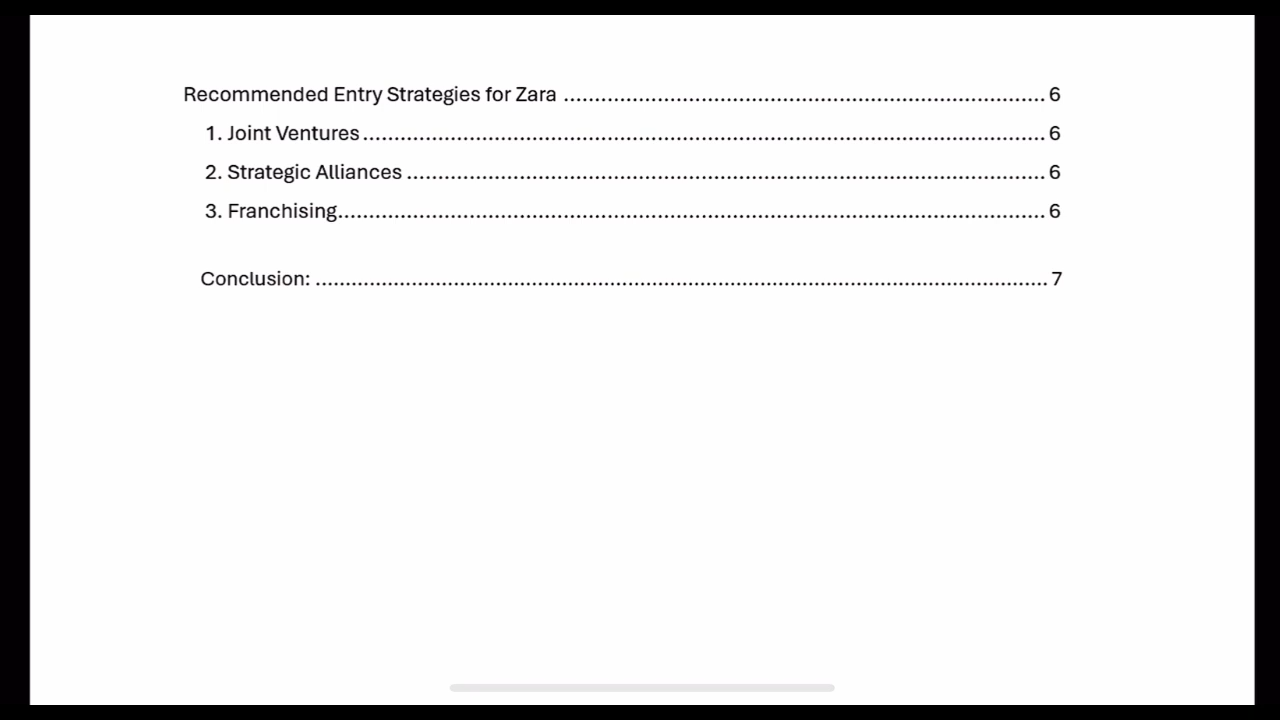 Recommended Entry Strategies for Zara ................................................................................ 6
1. Joint Ventures.................................................................................................................. 6
2. Strategic Alliances .......................................................................................................... 6
3. Franchising...................................................................................................................... 6
Conclusion: .......................................................................................................................... 7